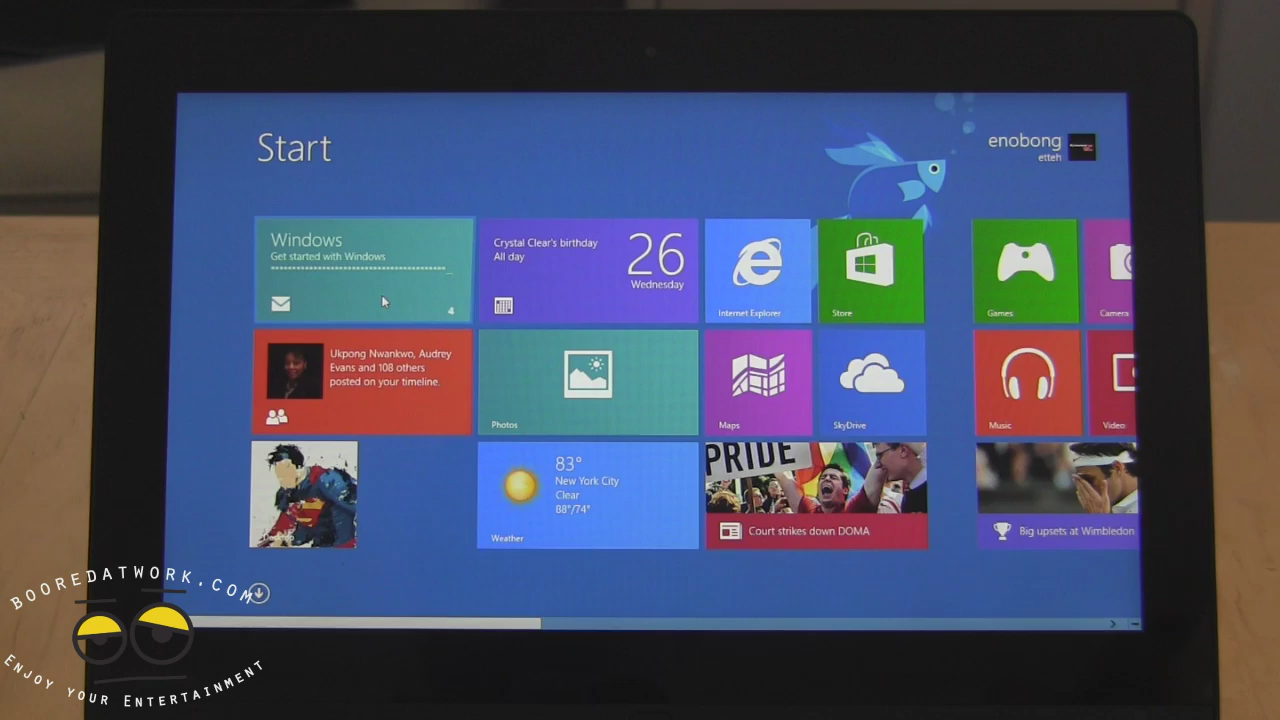 Start
enobong
etteh
Windows
Get started with Windows
4
Crystal Clear's birthday
All day
26
Wednesday
Internet Explorer
Store
Games
Camera
Ukpong Nwankwo, Audrey
Evans and 108 others
posted on your timeline.
Photos
Maps
SkyDrive
Music
Video
Desktop
83°
New York City
Clear
88°/74°
Weather
PRIDE
Court strikes down DOMA
Big upsets at Wimbledon
BOOREDATWORK.COM
ENJOY YOUR ENTERTAINMENT